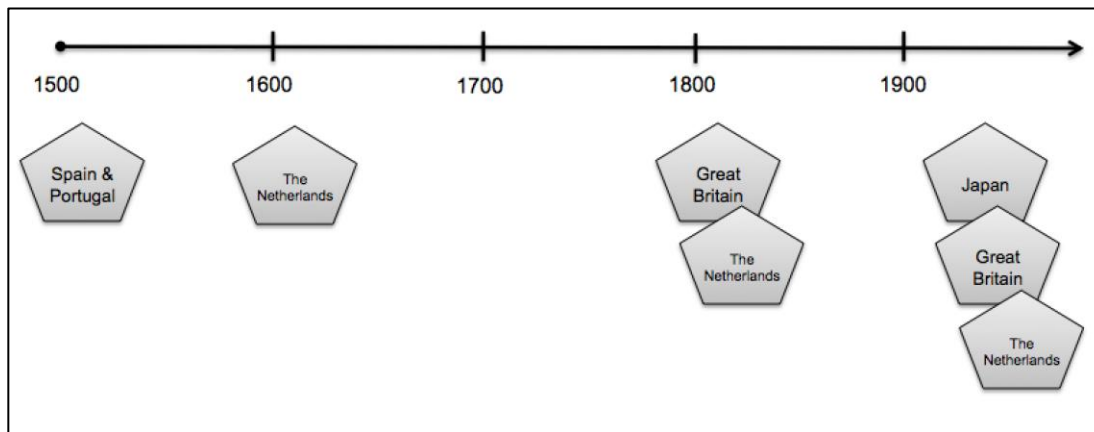 1500 1600 1700 1800 1900
Spain &
Portugal
The
Netherlands
Great
Britain
The
Netherlands
Japan
Great
Britain
The
Netherlands